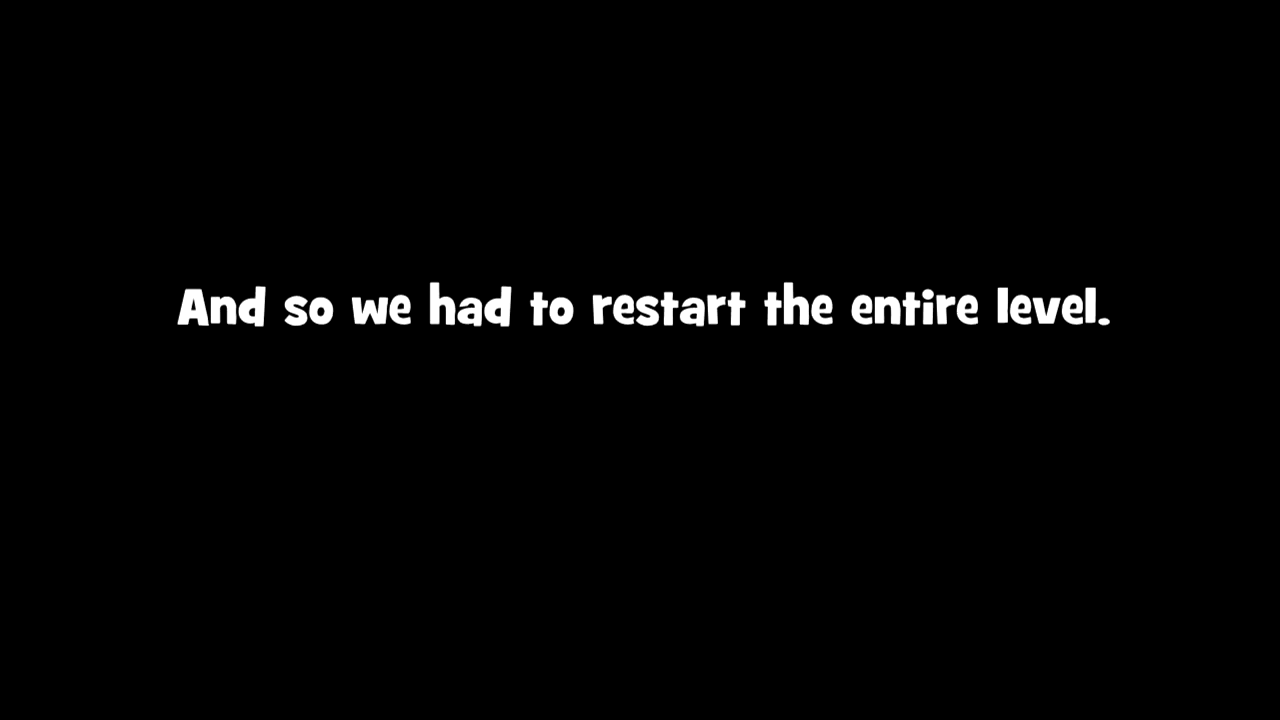 And so we had to restart the entire level.